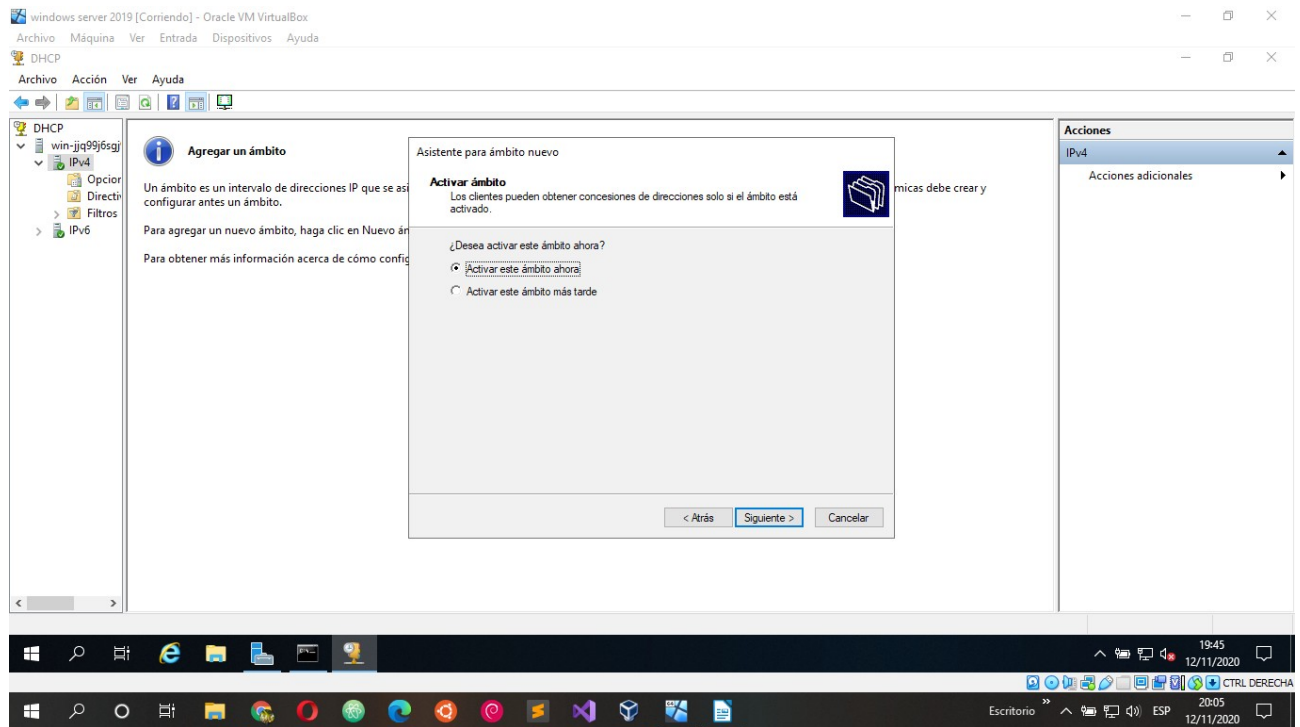 windows server 2019 [Corriendo] - Oracle VM VirtualBox
Archivo Máquina Ver Entrada Dispositivos Ayuda
DHCP
Archivo Acción Ver Ayuda
DHCP
win-jjq99j6sgj
IPv4
Opcior
Directiv
Filtros
IPv6
Agregar un ámbito
Un ámbito es un intervalo de direcciones IP que se asi
micas debe crear y
configurar antes un ámbito.
Para agregar un nuevo ámbito, haga clic en Nuevo án
Para obtener más información acerca de cómo config
Asistente para ámbito nuevo
Activar ámbito
Los clientes pueden obtener concesiones de direcciones solo si el ámbito está
activado.
¿Desea activar este ámbito ahora?
Activar este ámbito ahora
Activar este ámbito más tarde
< Atrás Siguiente > Cancelar
Acciones
IPv4
Acciones adicionales
19:45
12/11/2020
CTRL DERECHA
Escritorio
ESP
20:05
12/11/2020